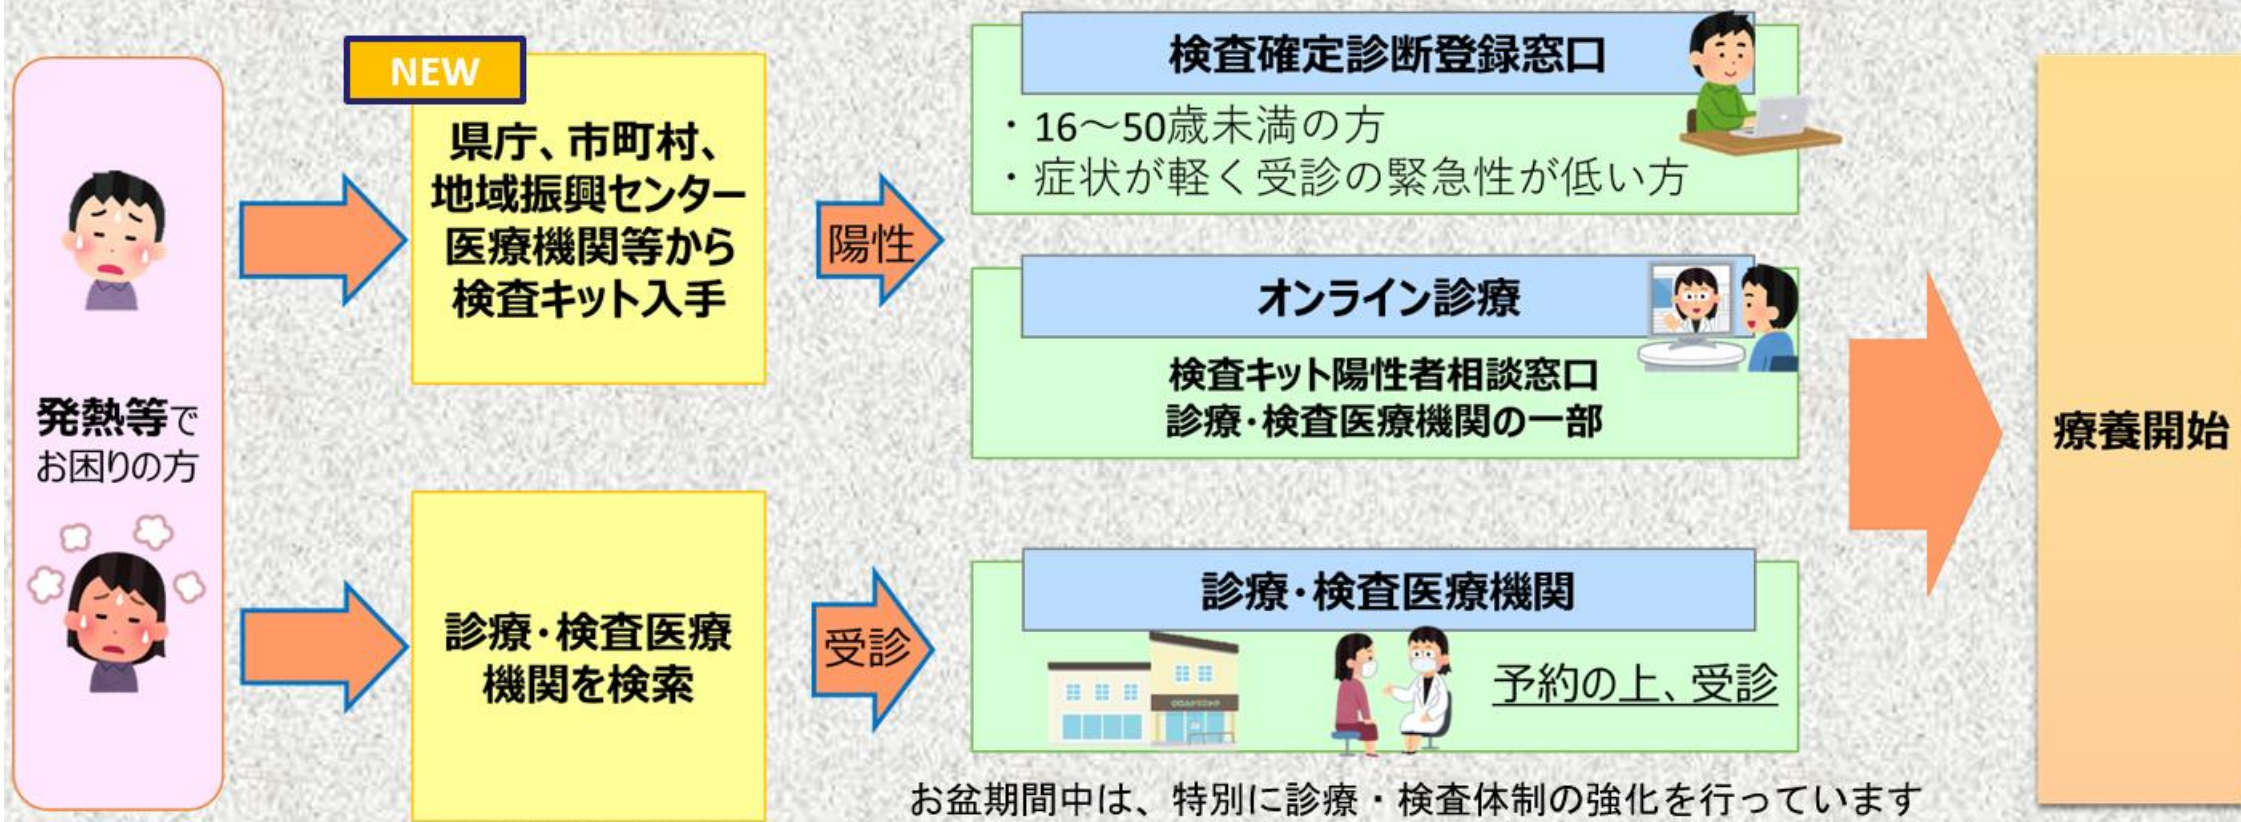 発熱等で
お困りの方
NEW
県庁、市町村、
地域振興センター
医療機関等から
検査キット入手
陽性
検査確定診断登録窓口
・16～50歳未満の方
・症状が軽く受診の緊急性が低い方
オンライン診療
検査キット陽性者相談窓口
診療・検査医療機関の一部
診療・検査医療
機関を検索
受診
診療・検査医療機関
予約の上、受診
お盆期間中は、特別に診療・検査体制の強化を行っています
療養開始